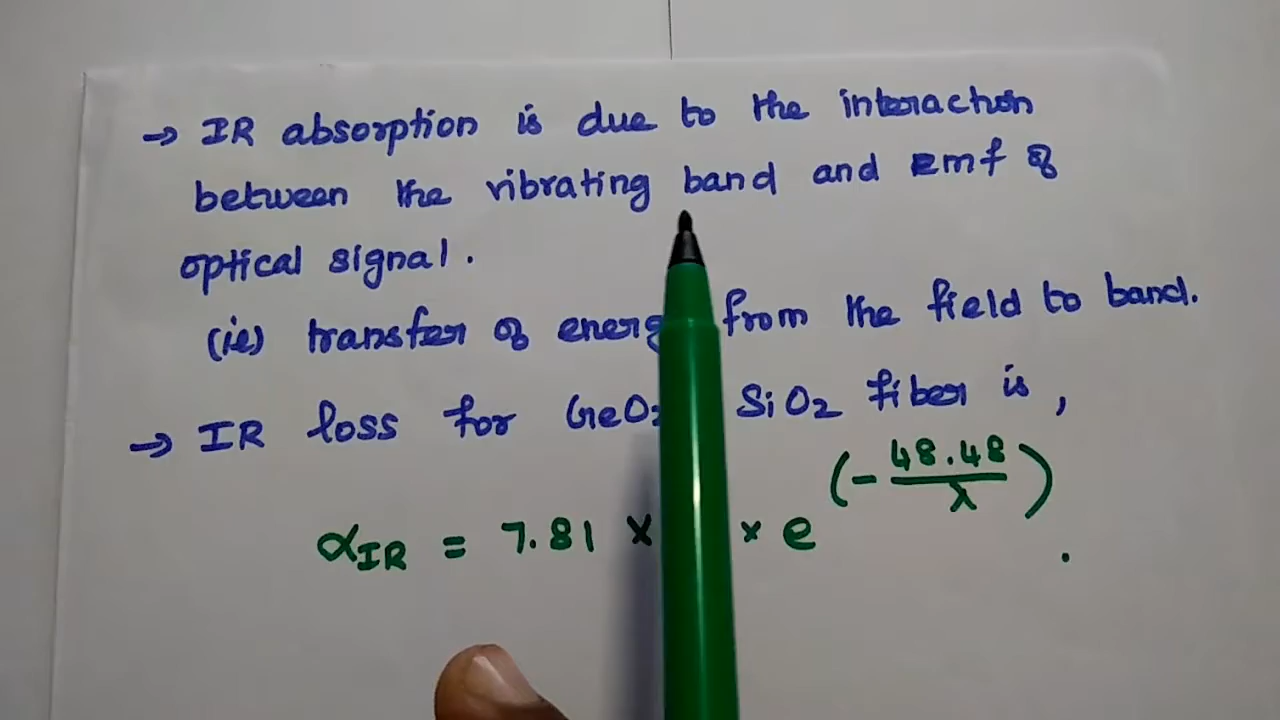 → IR absorption is due to the interaction
between the vibrating band and emf of
optical signal.
(ie) transfer of energ from the field to band.
→ IR loss for GeO2 SiO2 fiber is,
αIR = 7.81 × × e^(-48.48/λ) .